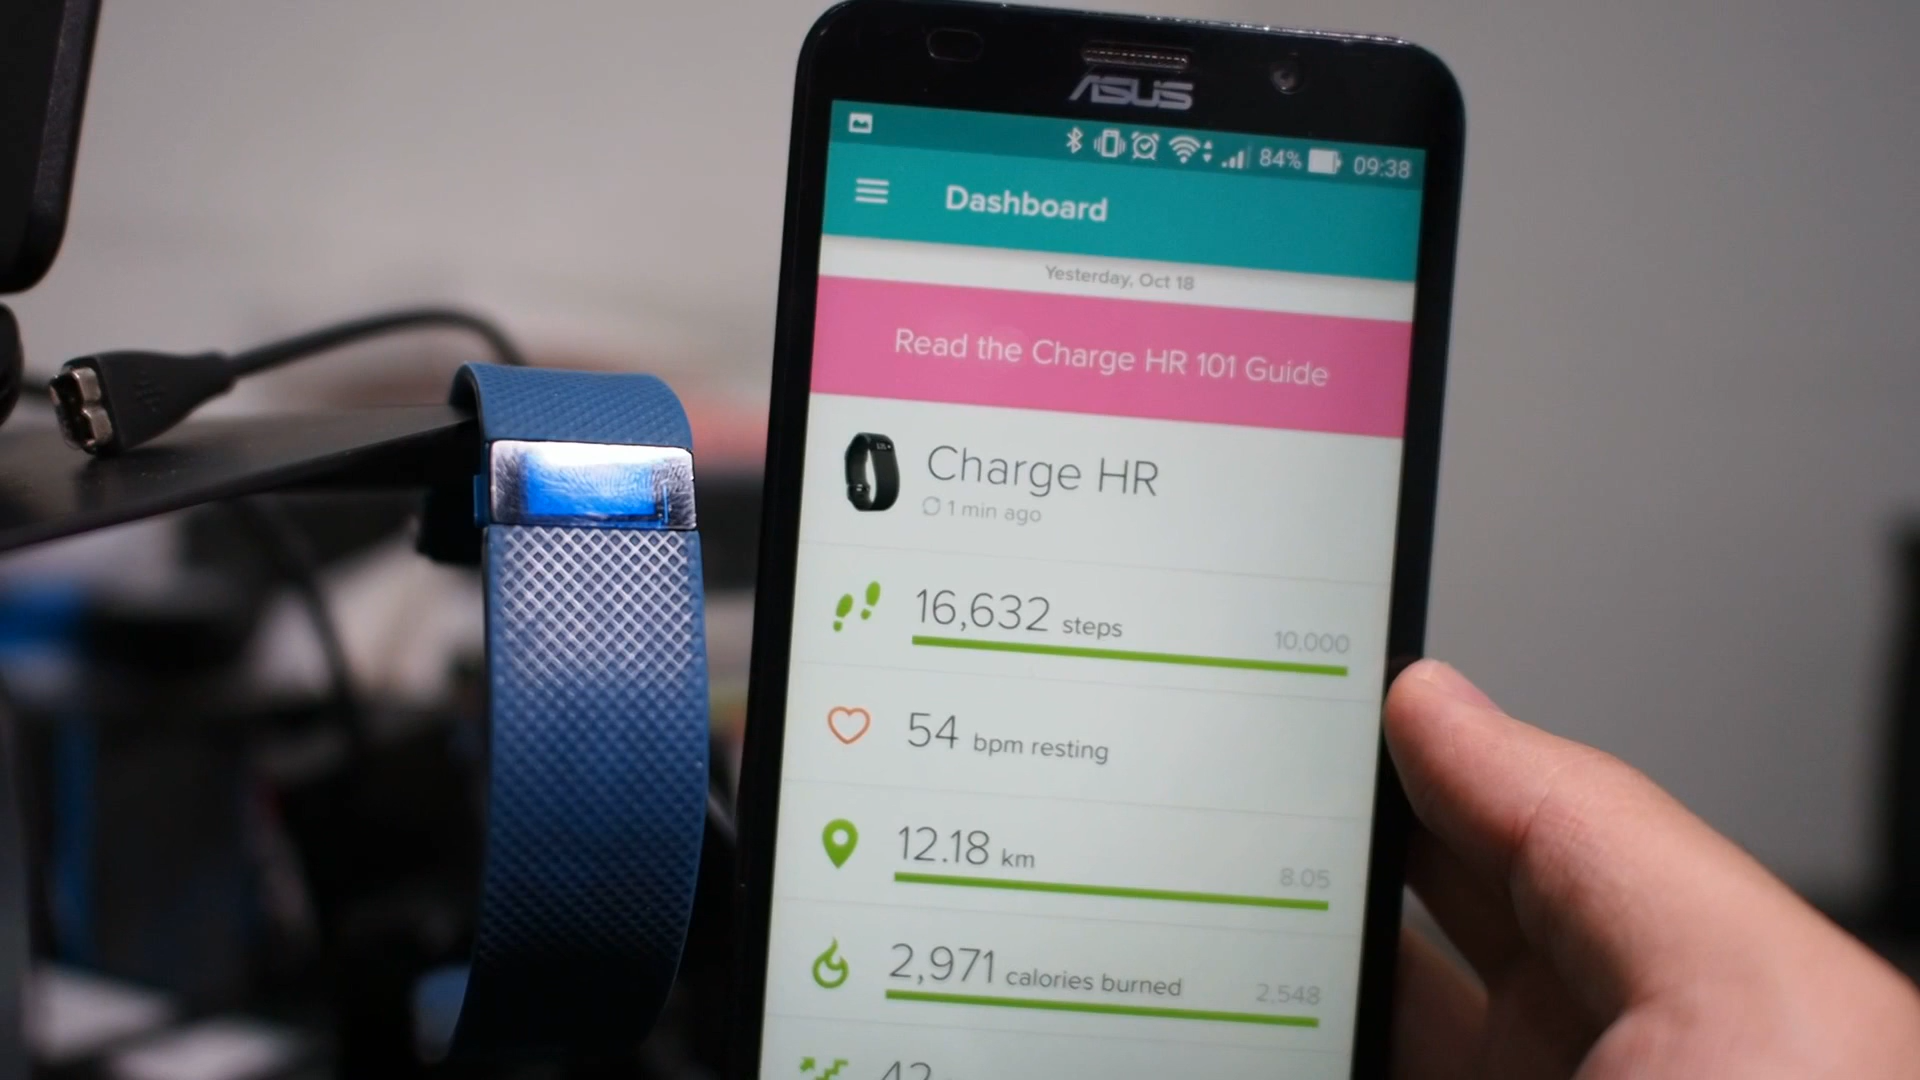 ASUS
84% 09:38
Dashboard
Yesterday, Oct 18
Read the Charge HR 101 Guide
Charge HR
1 min ago
16,632 steps 10,000
54 bpm resting
12.18 km 8.05
2,971 calories burned 2,548
42